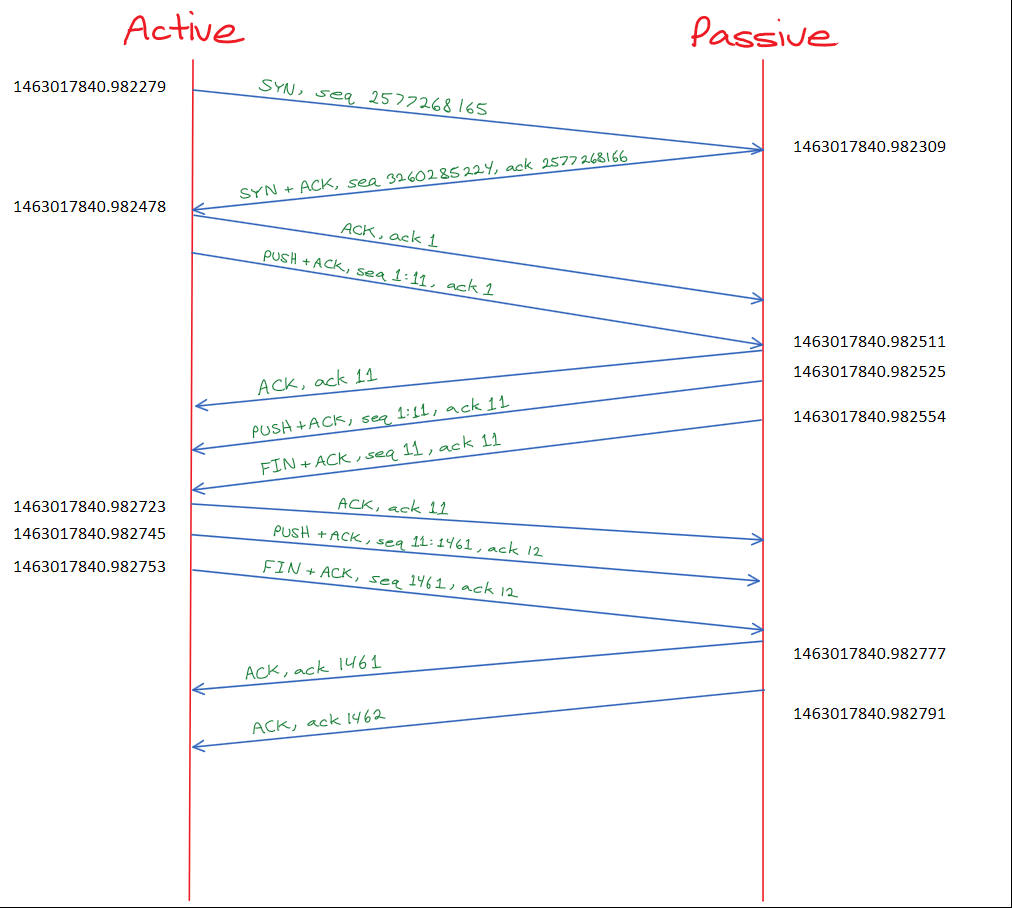 Active
Passive
1463017840.982279
SYN, seq 2577268165
1463017840.982309
SYN + ACK, seq 3260285224, ack 2577268166
1463017840.982478
ACK, ack 1
PUSH + ACK, seq 1:11, ack 1
1463017840.982511
1463017840.982525
ACK, ack 11
PUSH + ACK, seq 1:11, ack 11
1463017840.982554
FIN + ACK, seq 11, ack 11
1463017840.982723
ACK, ack 11
1463017840.982745
PUSH + ACK, seq 11:1461, ack 12
1463017840.982753
FIN + ACK, seq 1461, ack 12
1463017840.982777
ACK, ack 1461
1463017840.982791
ACK, ack 1462